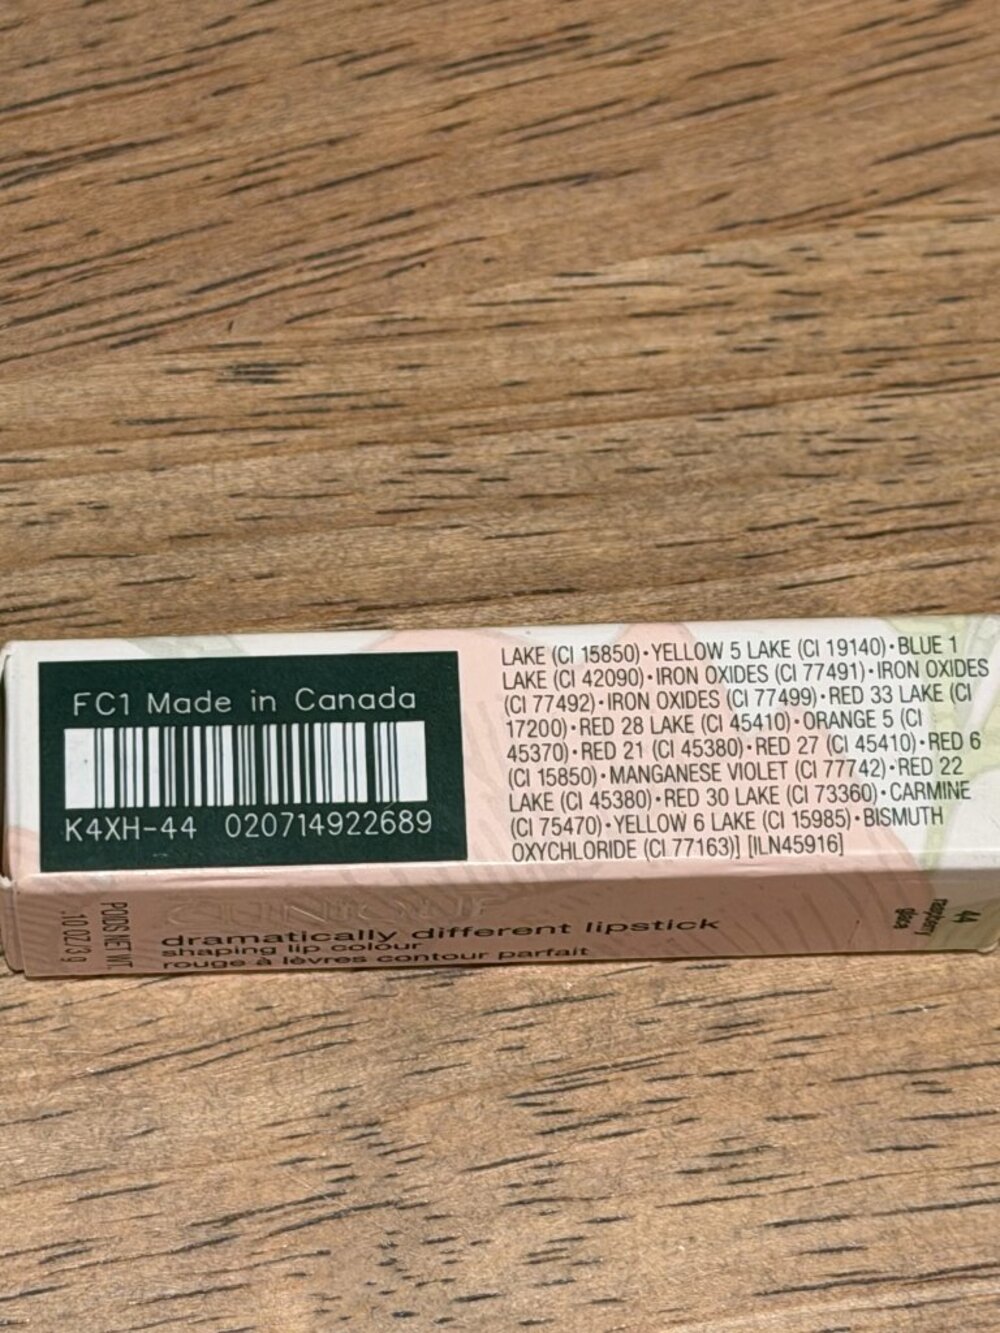 FC1 Made in Canada
K4XH-44 020714922689
LAKE (CI 15850)•YELLOW 5 LAKE (CI 19140)•BLUE 1
LAKE (CI 42090)•IRON OXIDES (CI 77491)•IRON OXIDES
(CI 77492)•IRON OXIDES (CI 77499)•RED 33 LAKE (CI
17200)•RED 28 LAKE (CI 45410)•ORANGE 5 (CI
45370)•RED 21 (CI 45380)•RED 27 (CI 45410)•RED 6
(CI 15850)•MANGANESE VIOLET (CI 77742)•RED 22
LAKE (CI 45380)•RED 30 LAKE (CI 73360)•CARMINE
(CI 75470)•YELLOW 6 LAKE (CI 15985)•BISMUTH
OXYCHLORIDE (CI 77163)] [ILN45916]
POIDS NET WT.
.10 OZ/3 g
CLINIQUE
dramatically different lipstick
shaping lip colour
rouge à lèvres contour parfait
44
raspberry
glace